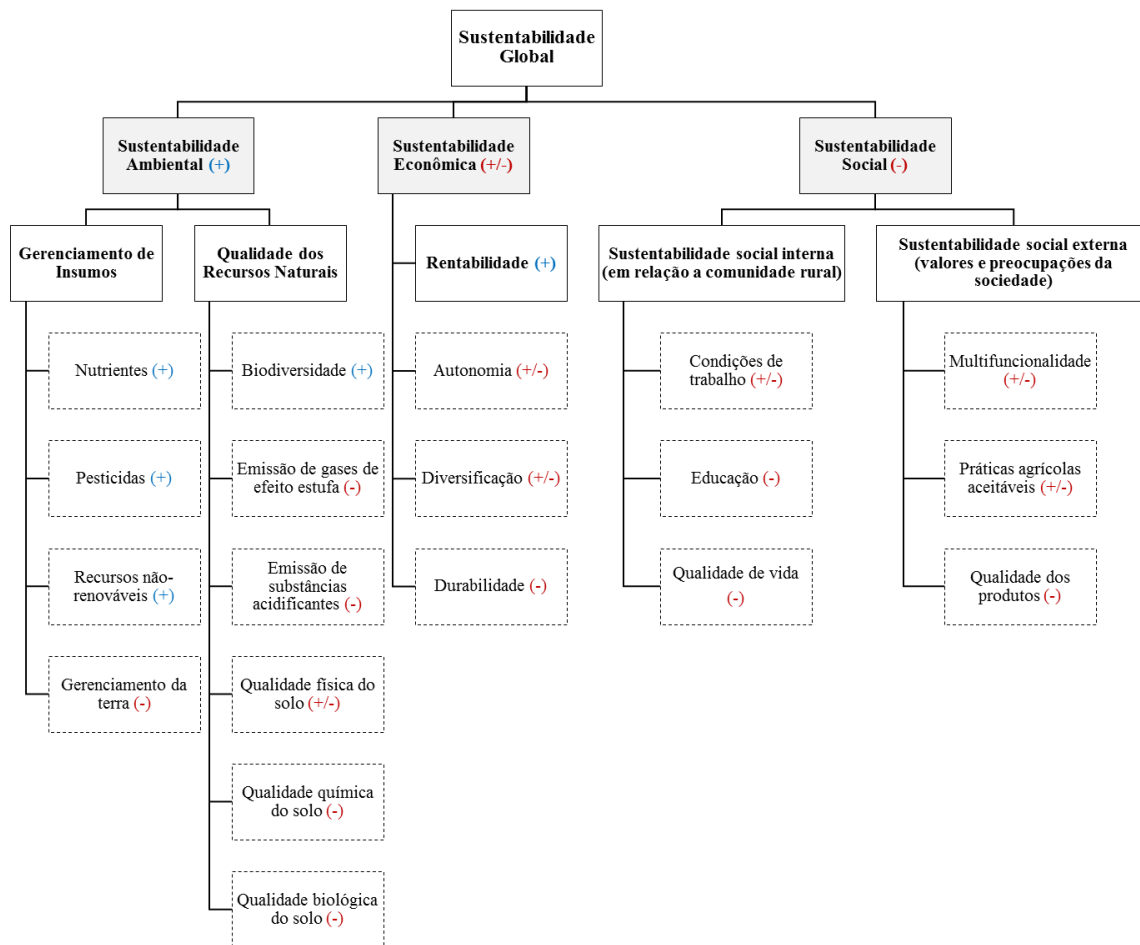 Sustentabilidade
Global
Sustentabilidade
Ambiental (+)
Sustentabilidade
Econômica (+/-)
Sustentabilidade
Social (-)
Gerenciamento de
Insumos
Qualidade dos
Recursos Naturais
Rentabilidade (+)
Sustentabilidade social interna
(em relação a comunidade rural)
Sustentabilidade social externa
(valores e preocupações da
sociedade)
Nutrientes (+)
Biodiversidade (+)
Autonomia (+/-)
Condições de
trabalho (+/-)
Multifuncionalidade
(+/-)
Pesticidas (+)
Emissão de gases de
efeito estufa (-)
Diversificação (+/-)
Educação (-)
Práticas agrícolas
aceitáveis (+/-)
Recursos não-
renováveis (+)
Emissão de
substâncias
acidificantes (-)
Durabilidade (-)
Qualidade de vida
(-)
Qualidade dos
produtos (-)
Gerenciamento da
terra (-)
Qualidade física do
solo (+/-)
Qualidade química
do solo (-)
Qualidade biológica
do solo (-)